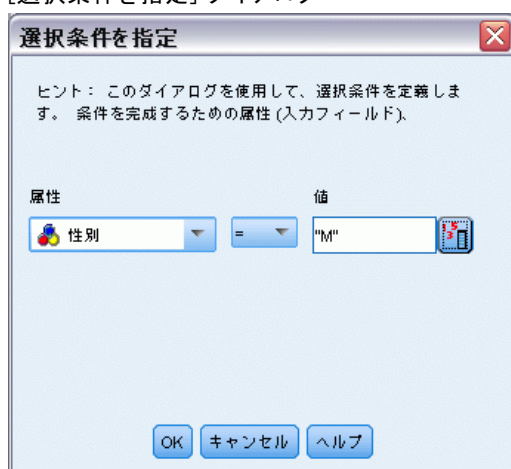 [選択条件を指定] ダイアログ
選択条件を指定
ヒント： このダイアログを使用して、選択条件を定義しま
す。 条件を完成するための属性 (入力フィールド)、
属性 値
性別 = "M"
OK キャンセル ヘルプ